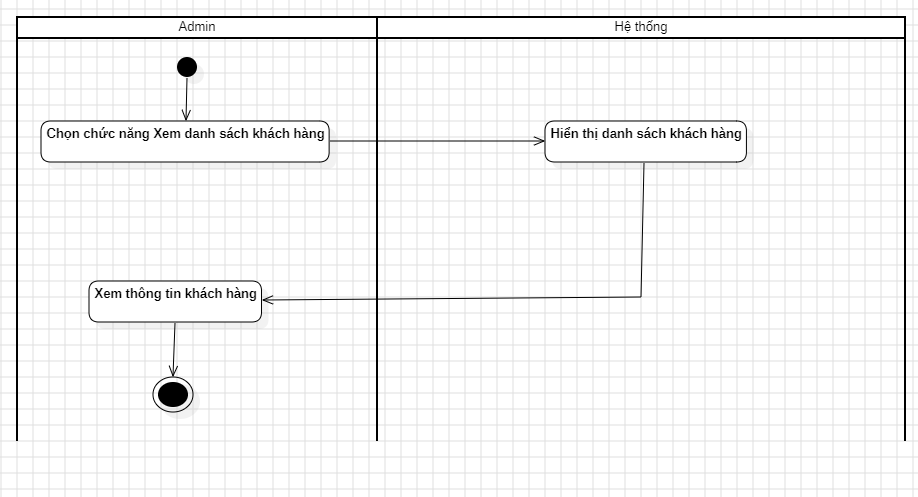 Admin
Hệ thống
Chọn chức năng Xem danh sách khách hàng
Hiển thị danh sách khách hàng
Xem thông tin khách hàng